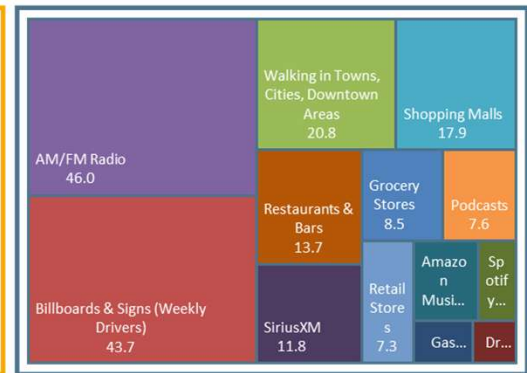 AM/FM Radio
46.0
Billboards & Signs (Weekly
Drivers)
43.7
Walking in Towns,
Cities, Downtown
Areas
20.8
Shopping Malls
17.9
Restaurants &
Bars
13.7
SiriusXM
11.8
Grocery
Stores
8.5
Podcasts
7.6
Retail
Store
s
7.3
Amazo
n
Musi...
Sp
otif
y...
Gas...
Dr...